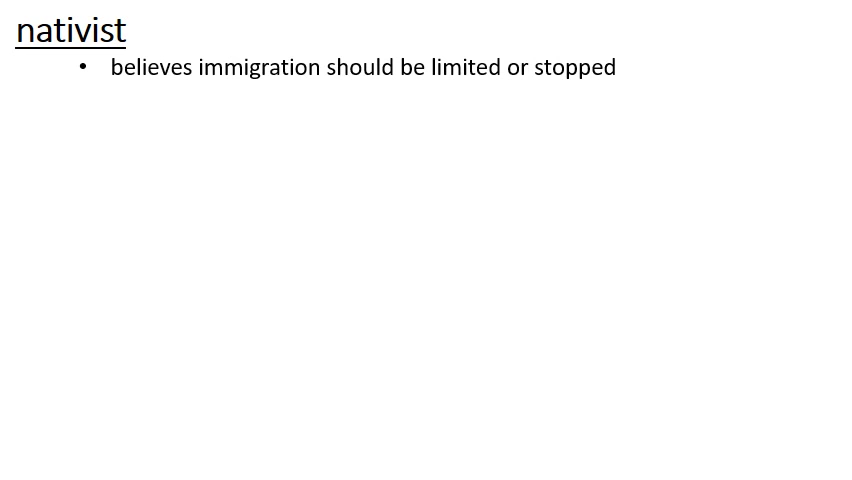 nativist
• believes immigration should be limited or stopped